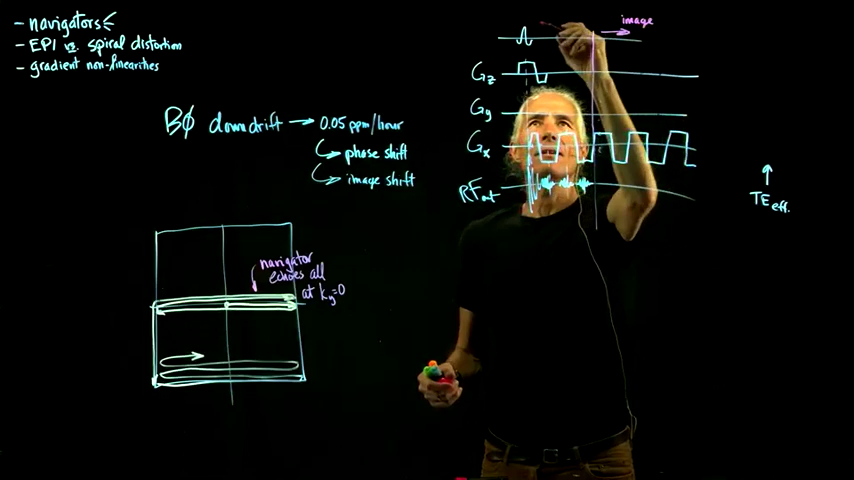 - navigators
- EPI vs. spiral distortion
- gradient non-linearities
BØ downdrift → 0.05 ppm/hour
phase shift
image shift
navigator
echoes all
at ky=0
image
Gz
Gy
Gx
RFout
TEeff.